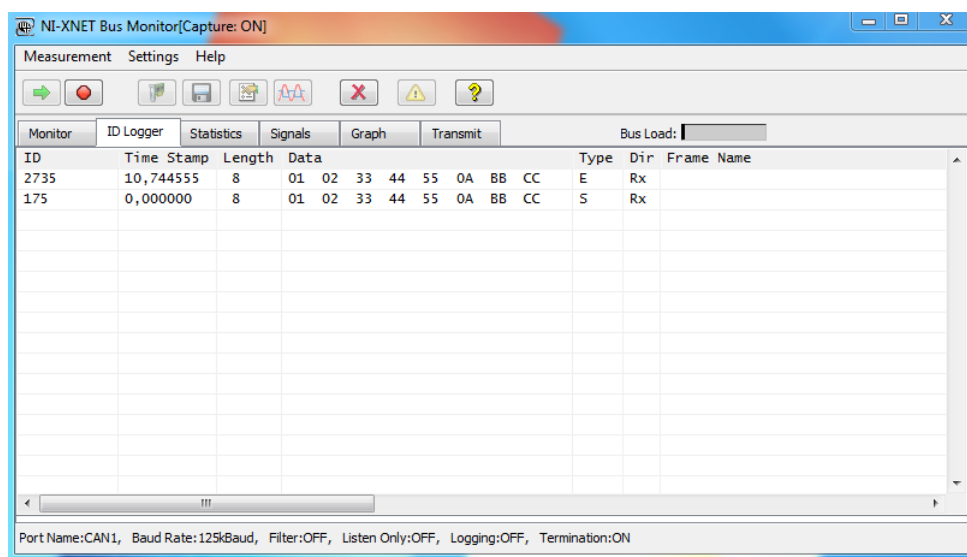 NI-XNET Bus Monitor[Capture: ON]
Measurement Settings Help
Monitor ID Logger Statistics Signals Graph Transmit Bus Load:
ID Time Stamp Length Data Type Dir Frame Name
2735 10,744555 8 01 02 33 44 55 0A BB CC E Rx
175 0,000000 8 01 02 33 44 55 0A BB CC S Rx
Port Name:CAN1, Baud Rate:125kBaud, Filter:OFF, Listen Only:OFF, Logging:OFF, Termination:ON